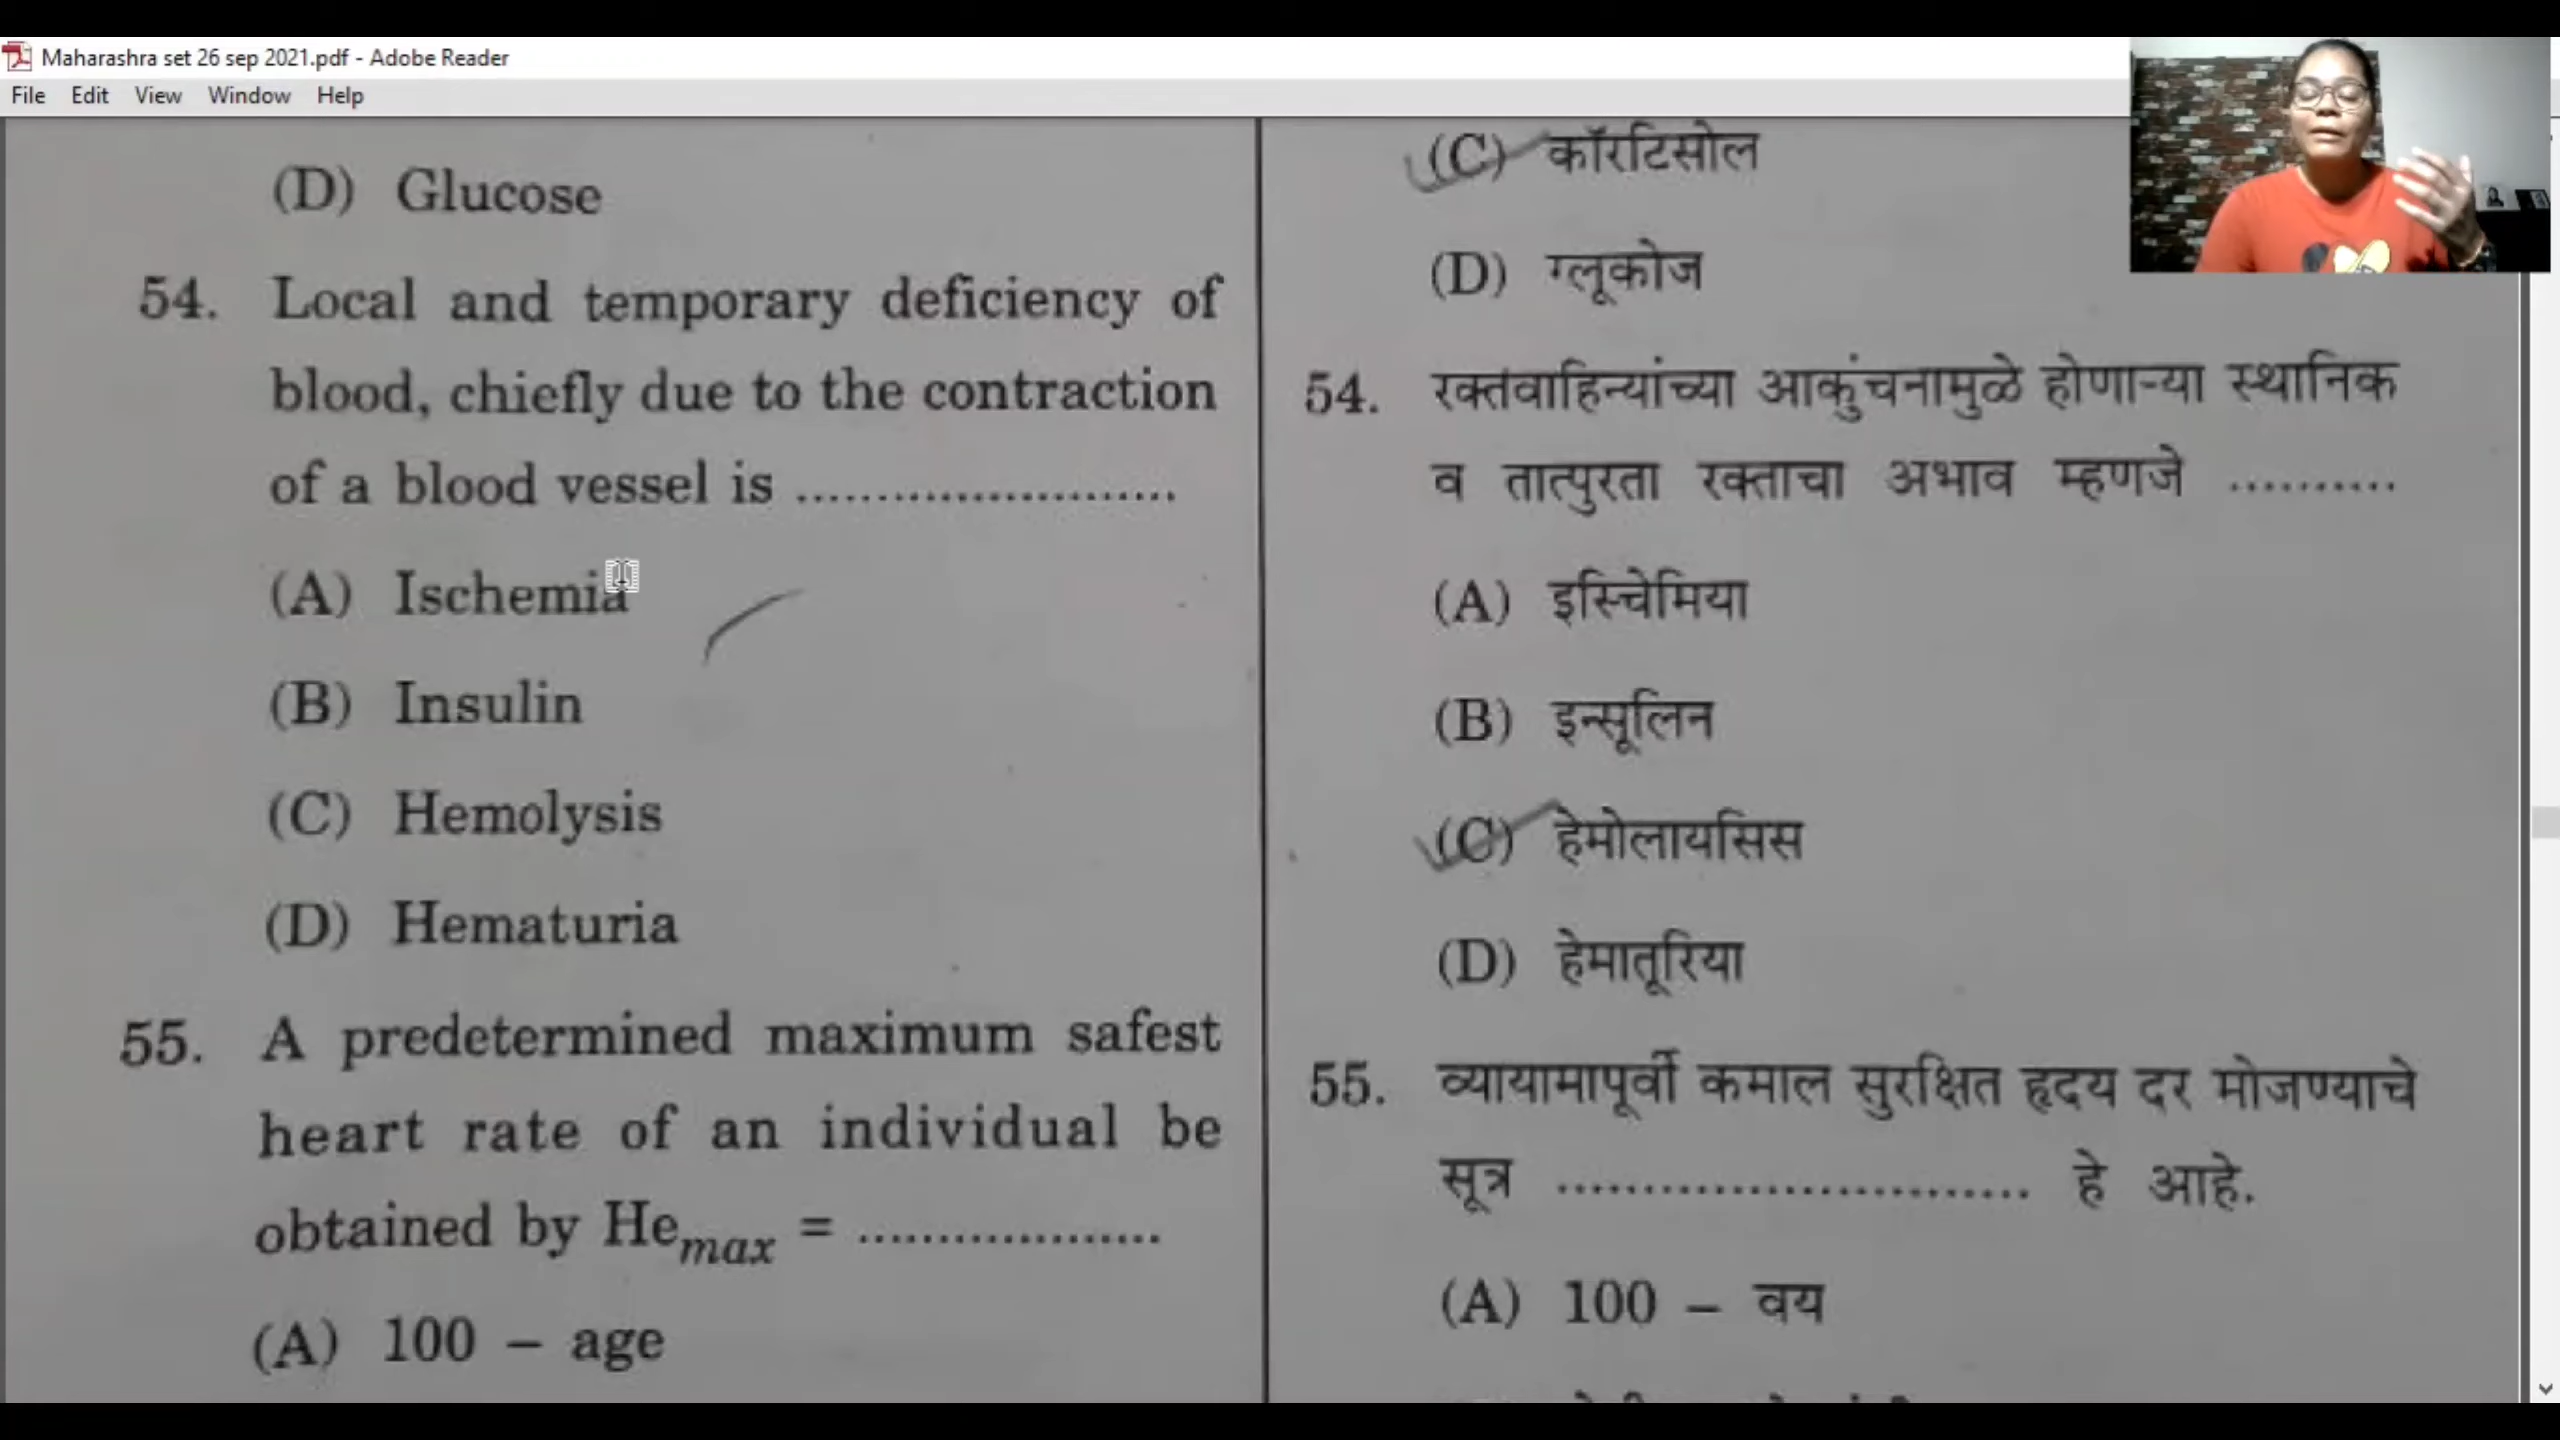 Maharashra set 26 sep 2021.pdf - Adobe Reader
File Edit View Window Help
(D) Glucose
54. Local and temporary deficiency of
blood, chiefly due to the contraction
of a blood vessel is ........................
(A) Ischemia
(B) Insulin
(C) Hemolysis
(D) Hematuria
55. A predetermined maximum safest
heart rate of an individual be
obtained by He max = ...................
(A) 100 – age
(C) कॉरटिसोल
(D) ग्लूकोज
54. रक्तवाहिन्यांच्या आकुंचनामुळे होणाऱ्या स्थानिक
व तात्पुरता रक्ताचा अभाव म्हणजे ..........
(A) इस्चिेमिया
(B) इन्सूलिन
(C) हेमोलायसिस
(D) हेमातूरिया
55. व्यायामापूर्वी कमाल सुरक्षित हृदय दर मोजण्याचे
सूत्र .............................. हे आहे.
(A) 100 – वय